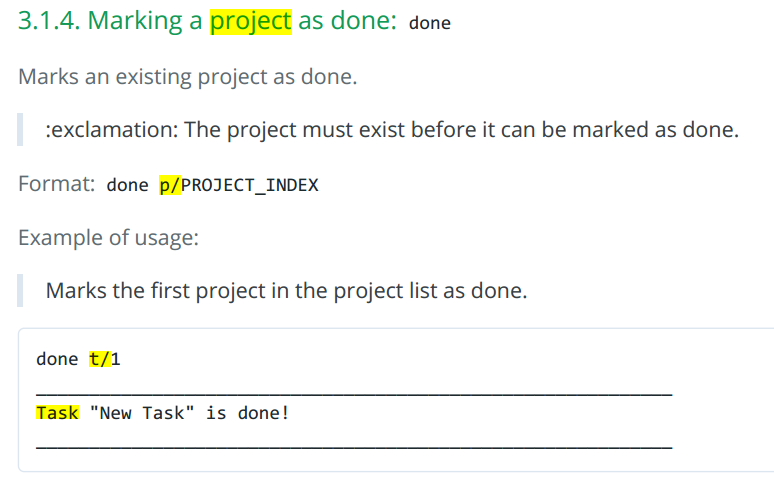 3.1.4. Marking a project as done: done
Marks an existing project as done.
:exclamation: The project must exist before it can be marked as done.
Format: done p/PROJECT_INDEX
Example of usage:
Marks the first project in the project list as done.
done t/1
Task "New Task" is done!